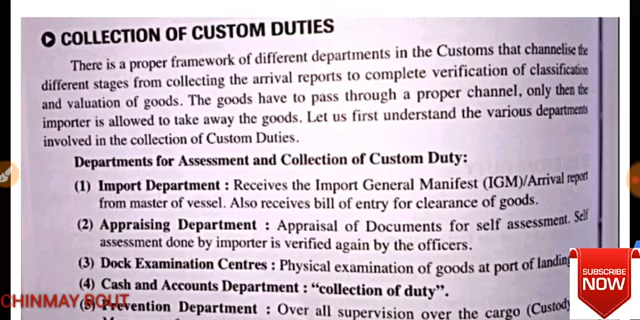 COLLECTION OF CUSTOM DUTIES
There is a proper framework of different departments in the Customs that channelise the
different stages from collecting the arrival reports to complete verification of classification
and valuation of goods. The goods have to pass through a proper channel, only then the
importer is allowed to take away the goods. Let us first understand the various departments
involved in the collection of Custom Duties.
Departments for Assessment and Collection of Custom Duty:
(1) Import Department : Receives the Import General Manifest (IGM)/Arrival report
from master of vessel. Also receives bill of entry for clearance of goods.
(2) Appraising Department : Appraisal of Documents for self assessment. Self
assessment done by importer is verified again by the officers.
(3) Dock Examination Centres : Physical examination of goods at port of landing
(4) Cash and Accounts Department : "collection of duty".
(5) Prevention Department : Over all supervision over the cargo (Custody
CHINMAY ROUT
SUBSCRIBE
NOW